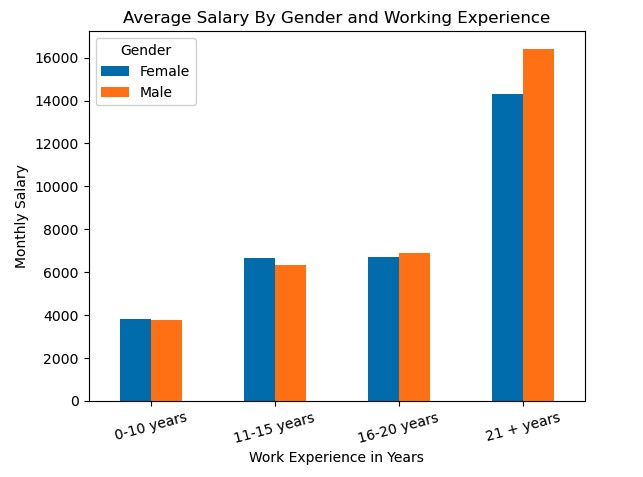 Average Salary By Gender and Working Experience
Gender
Female
Male
Monthly Salary
16000
14000
12000
10000
8000
6000
4000
2000
0
0-10 years
11-15 years
16-20 years
21 + years
Work Experience in Years